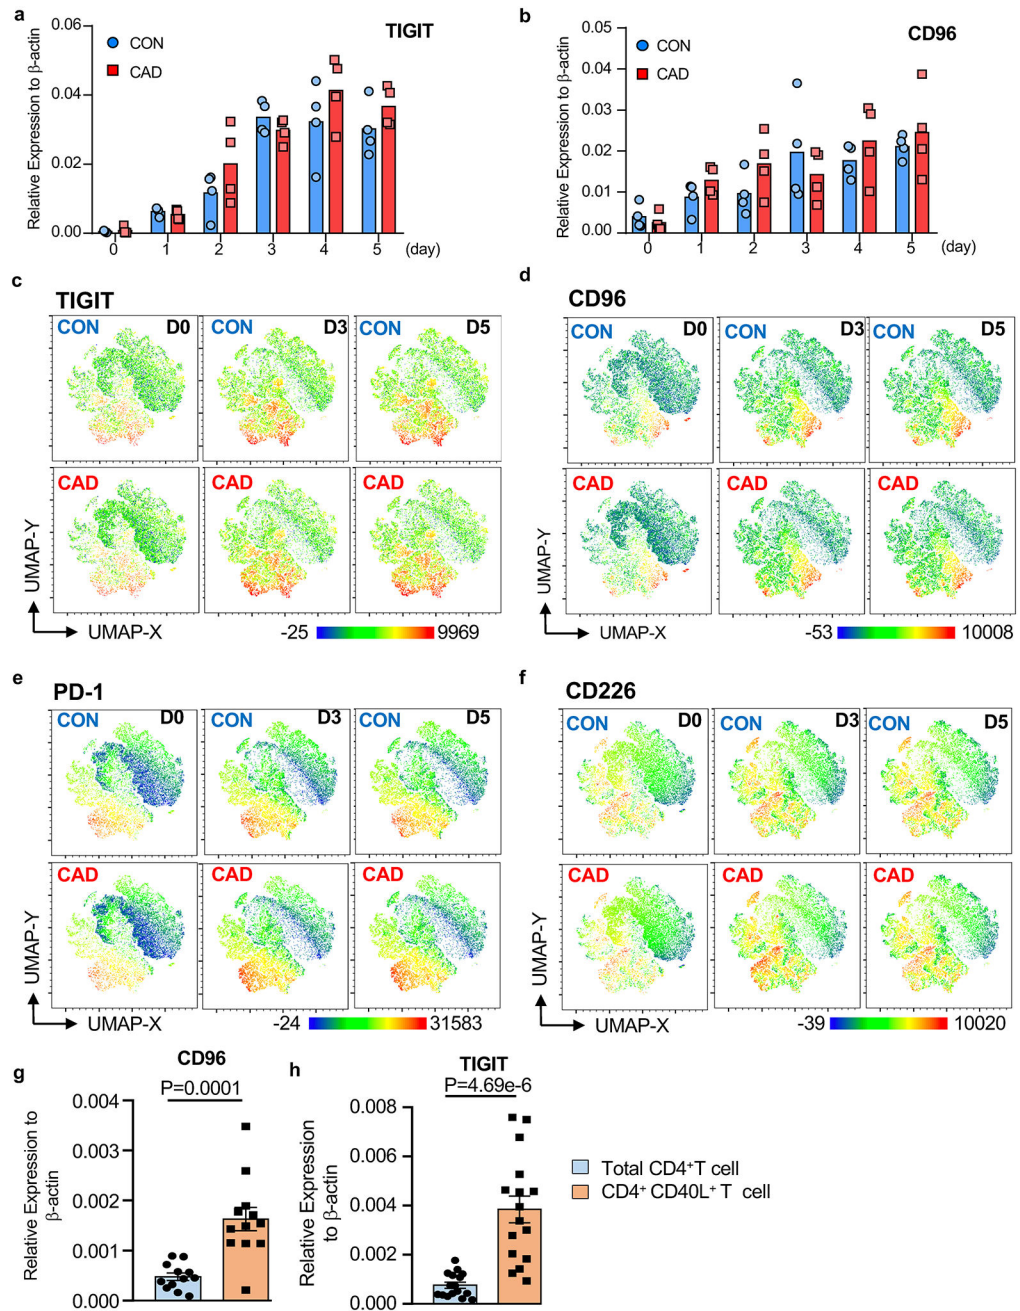 a
TIGIT
Relative Expression to β-actin
0.06
0.04
0.02
0.00
CON
CAD
0 1 2 3 4 5 (day)
b
CD96
Relative Expression to β-actin
0.05
0.04
0.03
0.02
0.01
0.00
CON
CAD
0 1 2 3 4 5 (day)
c
TIGIT
CON D0 CON D3 CON D5
CAD CAD CAD
UMAP-Y
UMAP-X
-25 9969
d
CD96
CON D0 CON D3 CON D5
CAD CAD CAD
UMAP-Y
UMAP-X
-53 10008
e
PD-1
CON D0 CON D3 CON D5
CAD CAD CAD
UMAP-Y
UMAP-X
-24 31583
f
CD226
CON D0 CON D3 CON D5
CAD CAD CAD
UMAP-Y
UMAP-X
-39 10020
g
CD96
P=0.0001
Relative Expression to
β-actin
0.004
0.003
0.002
0.001
0.000
h
TIGIT
P=4.69e-6
Relative Expression
to β-actin
0.008
0.006
0.004
0.002
0.000
Total CD4⁺T cell
CD4⁺ CD40L⁺ T cell